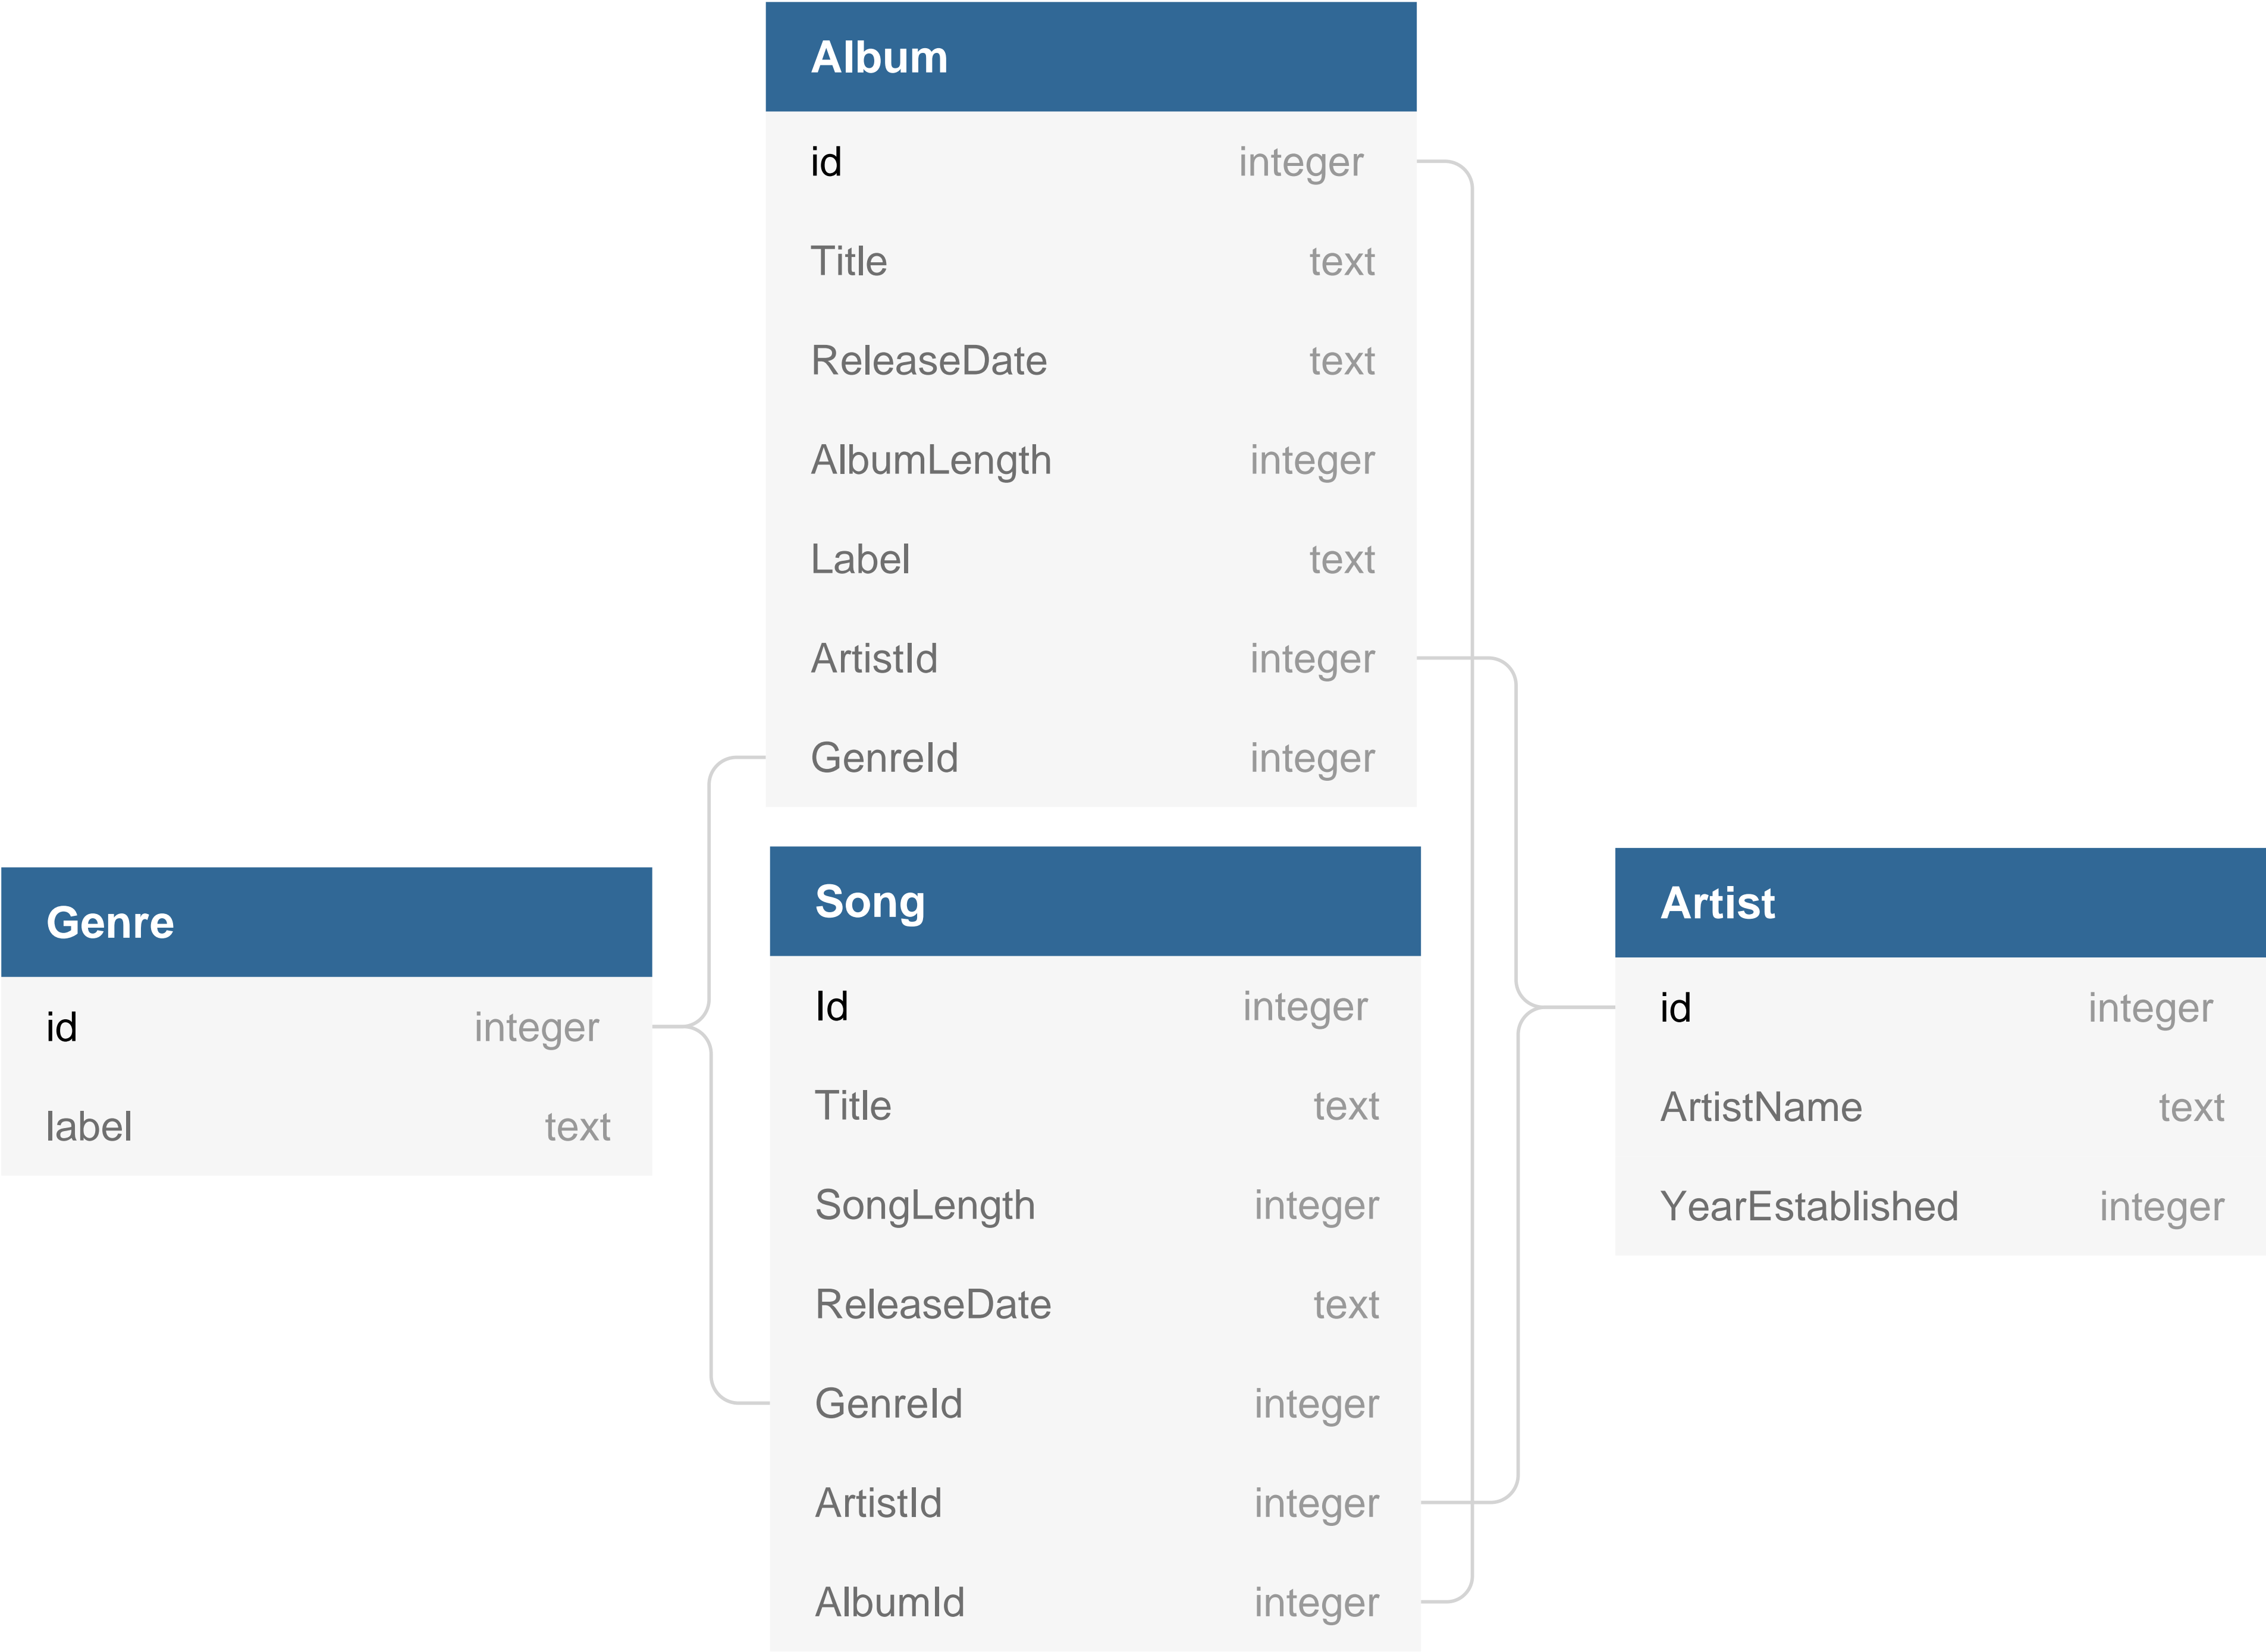 Album
id integer
Title text
ReleaseDate text
AlbumLength integer
Label text
ArtistId integer
GenreId integer
Genre
id integer
label text
Song
Id integer
Title text
SongLength integer
ReleaseDate text
GenreId integer
ArtistId integer
AlbumId integer
Artist
id integer
ArtistName text
YearEstablished integer